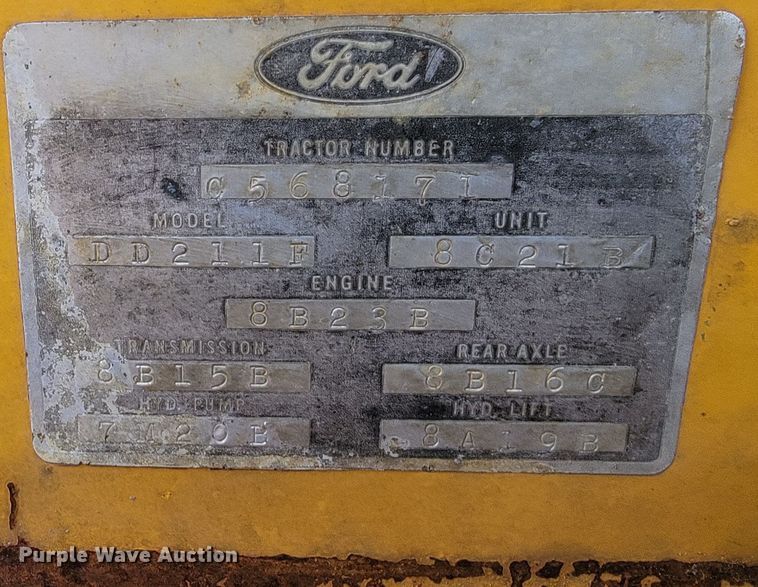 Ford
TRACTOR NUMBER
C568171
MODEL UNIT
DD211F 8C21B
ENGINE
8B23B
TRANSMISSION REAR AXLE
8B15B 8B16C
HYD. PUMP HYD. LIFT
7A20B 8A19B
Purple Wave Auction